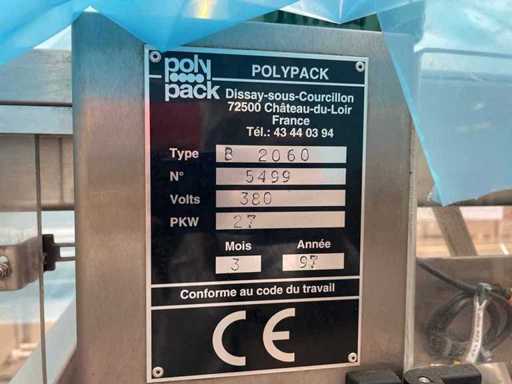 poly
pack
POLYPACK
Dissay-sous-Courcillon
72500 Château-du-Loir
France
Tél.: 43 44 03 94
Type B 2060
N° 5499
Volts 380
PKW 27
Mois Année
3 97
Conforme au code du travail
CE